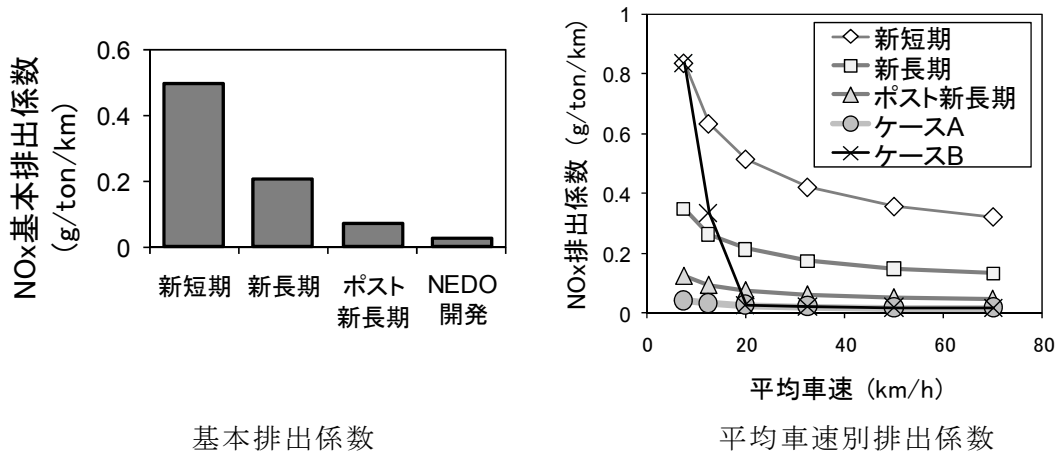 NOx基本排出係数
(g/ton/km)
0.6
0.4
0.2
0
新短期
新長期
ポスト
新長期
NEDO
開発
基本排出係数
NOx排出係数 (g/ton/km)
1
0.8
0.6
0.4
0.2
0
0
20
40
60
80
新短期
新長期
ポスト新長期
ケースA
ケースB
平均車速 (km/h)
平均車速別排出係数